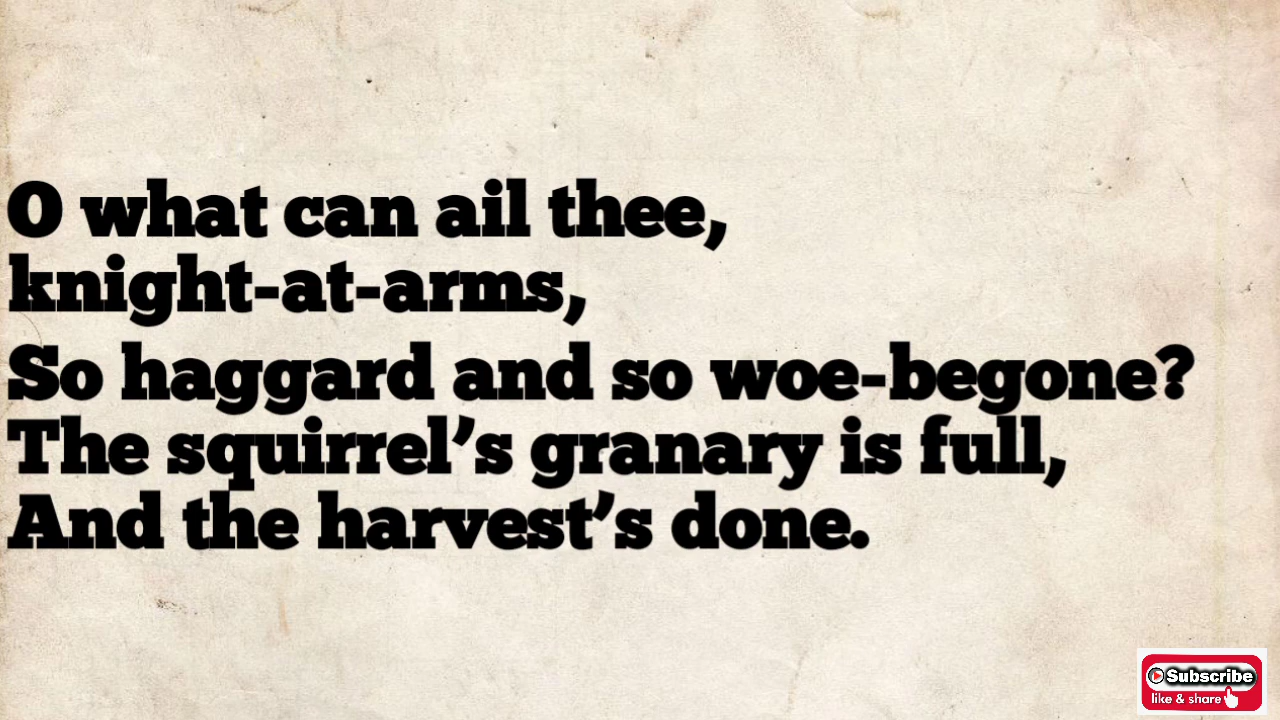 O what can ail thee,
knight-at-arms,
So haggard and so woe-begone?
The squirrel’s granary is full,
And the harvest’s done.
Subscribe
like & share